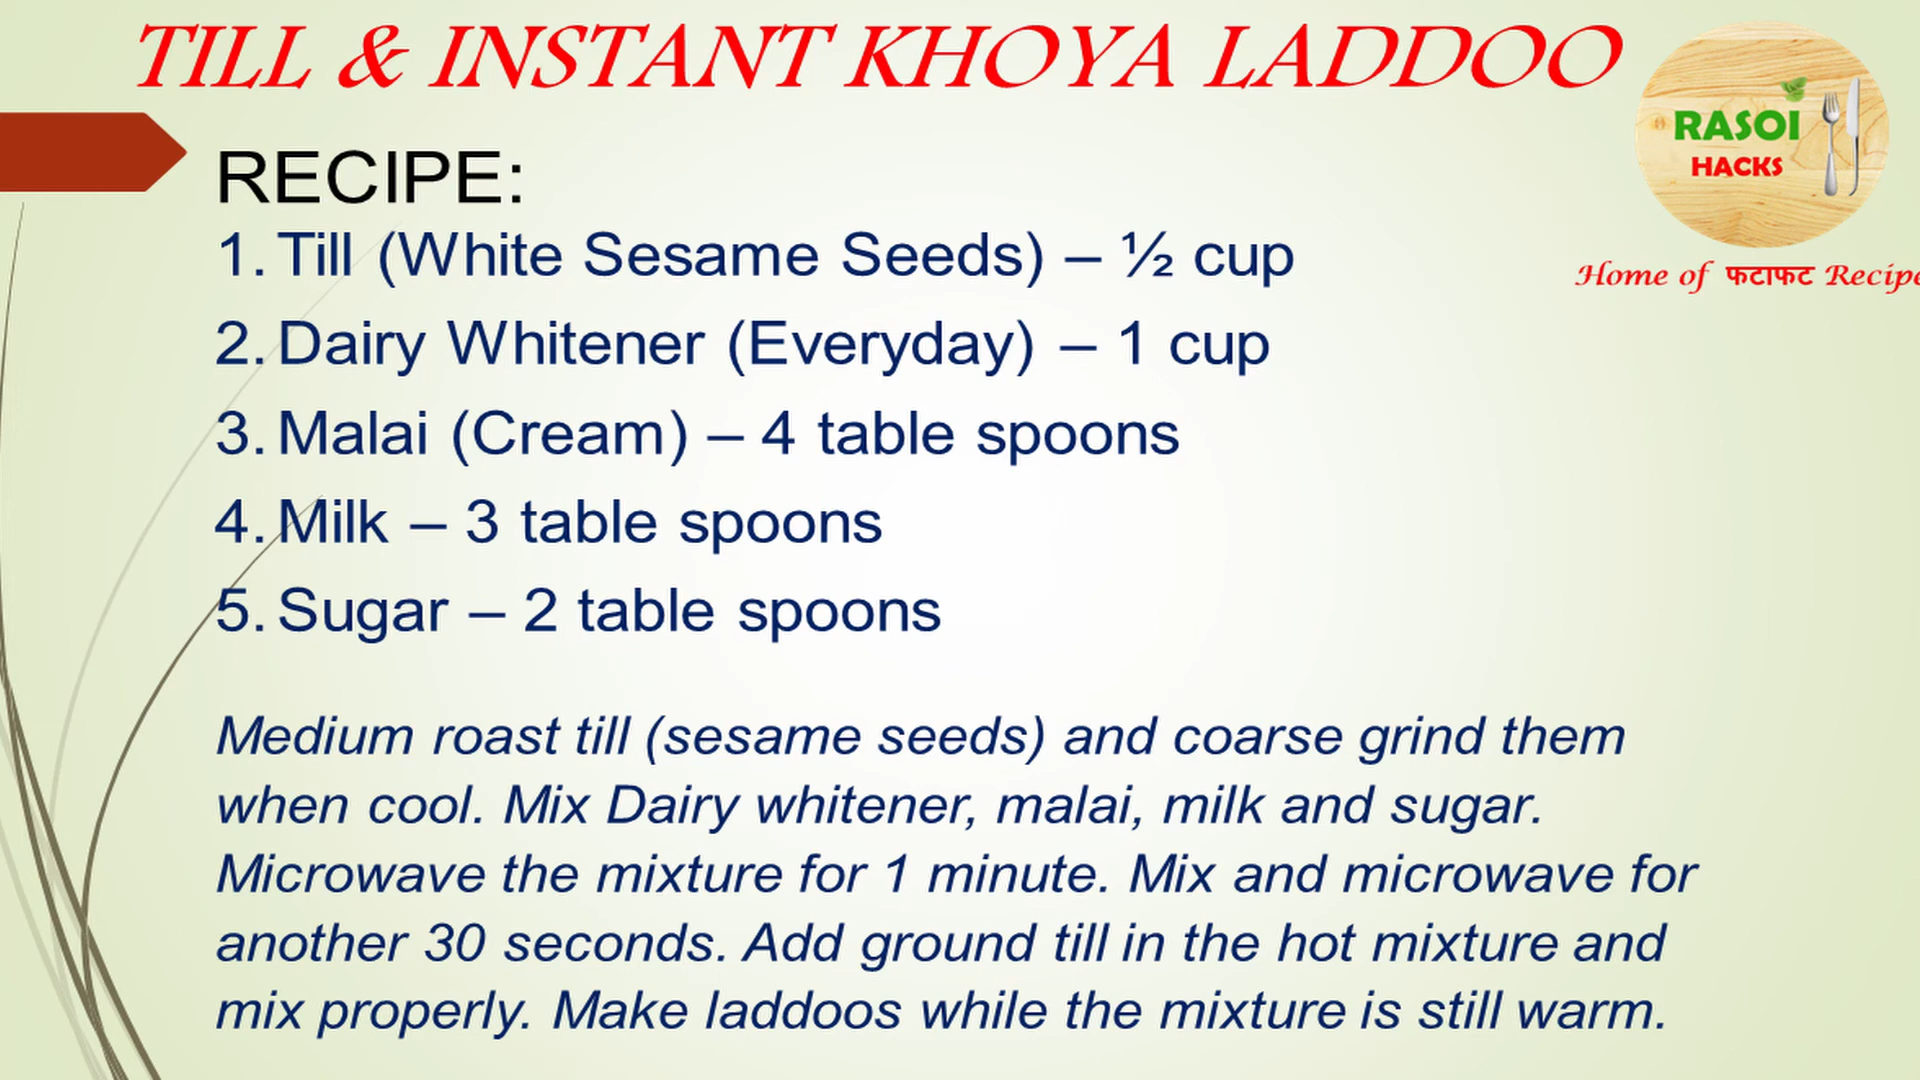 TILL & INSTANT KHOYA LADDOO
RASOI
HACKS
Home of फटाफट Recipe
RECIPE:
1. Till (White Sesame Seeds) – ½ cup
2. Dairy Whitener (Everyday) – 1 cup
3. Malai (Cream) – 4 table spoons
4. Milk – 3 table spoons
5. Sugar – 2 table spoons
Medium roast till (sesame seeds) and coarse grind them
when cool. Mix Dairy whitener, malai, milk and sugar.
Microwave the mixture for 1 minute. Mix and microwave for
another 30 seconds. Add ground till in the hot mixture and
mix properly. Make laddoos while the mixture is still warm.